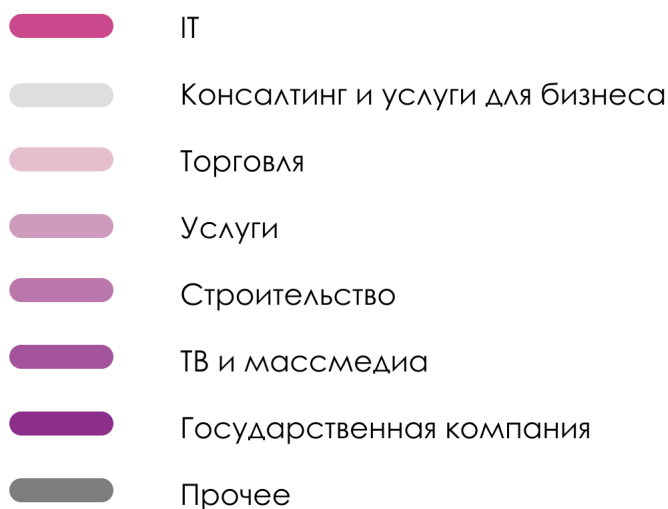 IT
Консалтинг и услуги для бизнеса
Торговля
Услуги
Строительство
ТВ и массмедиа
Государственная компания
Прочее